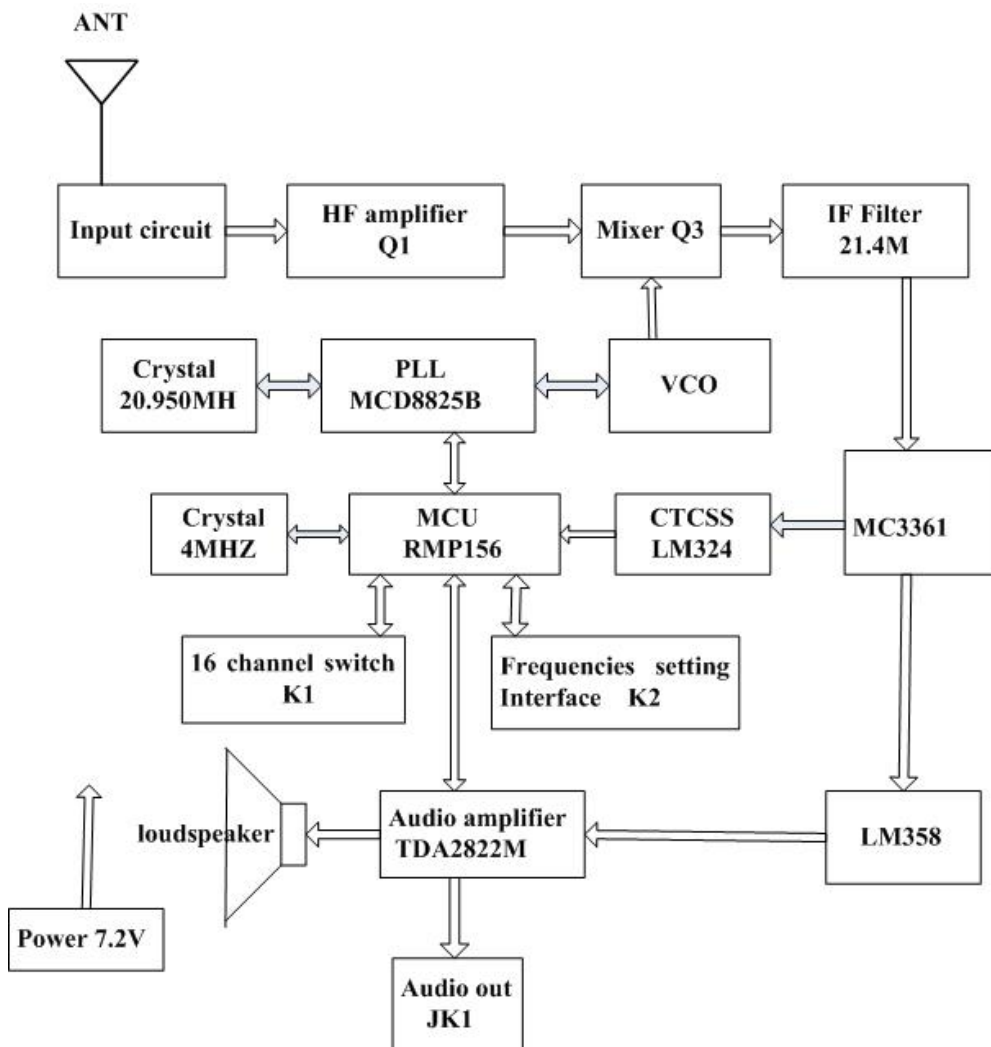 ANT
Input circuit
HF amplifier
Q1
Mixer Q3
IF Filter
21.4M
Crystal
20.950MH
PLL
MCD8825B
VCO
Crystal
4MHZ
MCU
RMP156
CTCSS
LM324
MC3361
16 channel switch
K1
Frequencies setting
Interface K2
loudspeaker
Audio amplifier
TDA2822M
LM358
Power 7.2V
Audio out
JK1